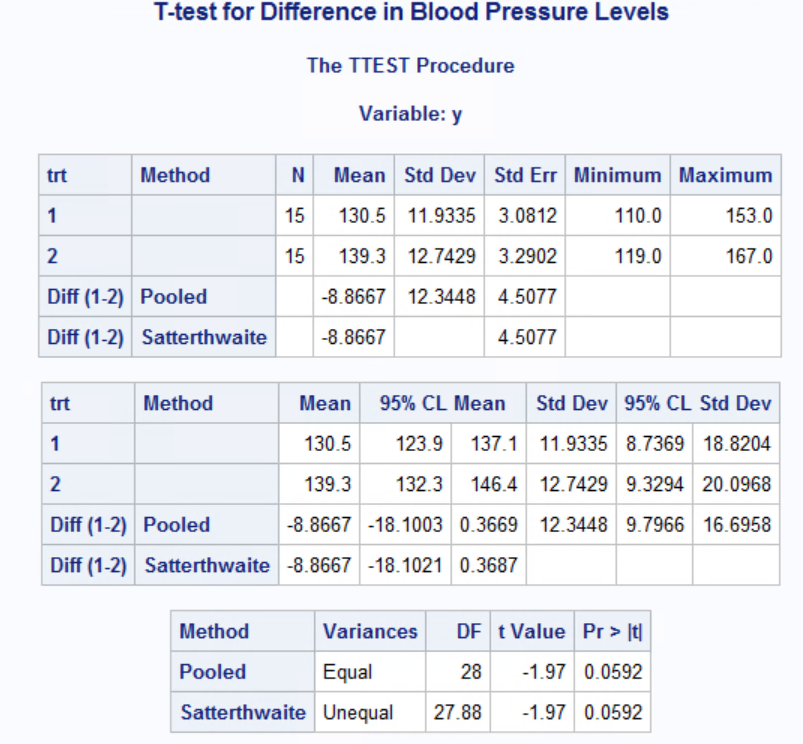 T-test for Difference in Blood Pressure Levels
The TTEST Procedure
Variable: y
trt Method N Mean Std Dev Std Err Minimum Maximum
1 15 130.5 11.9335 3.0812 110.0 153.0
2 15 139.3 12.7429 3.2902 119.0 167.0
Diff (1-2) Pooled -8.8667 12.3448 4.5077
Diff (1-2) Satterthwaite -8.8667 4.5077
trt Method Mean 95% CL Mean Std Dev 95% CL Std Dev
1 130.5 123.9 137.1 11.9335 8.7369 18.8204
2 139.3 132.3 146.4 12.7429 9.3294 20.0968
Diff (1-2) Pooled -8.8667 -18.1003 0.3669 12.3448 9.7966 16.6958
Diff (1-2) Satterthwaite -8.8667 -18.1021 0.3687
Method Variances DF t Value Pr > |t|
Pooled Equal 28 -1.97 0.0592
Satterthwaite Unequal 27.88 -1.97 0.0592